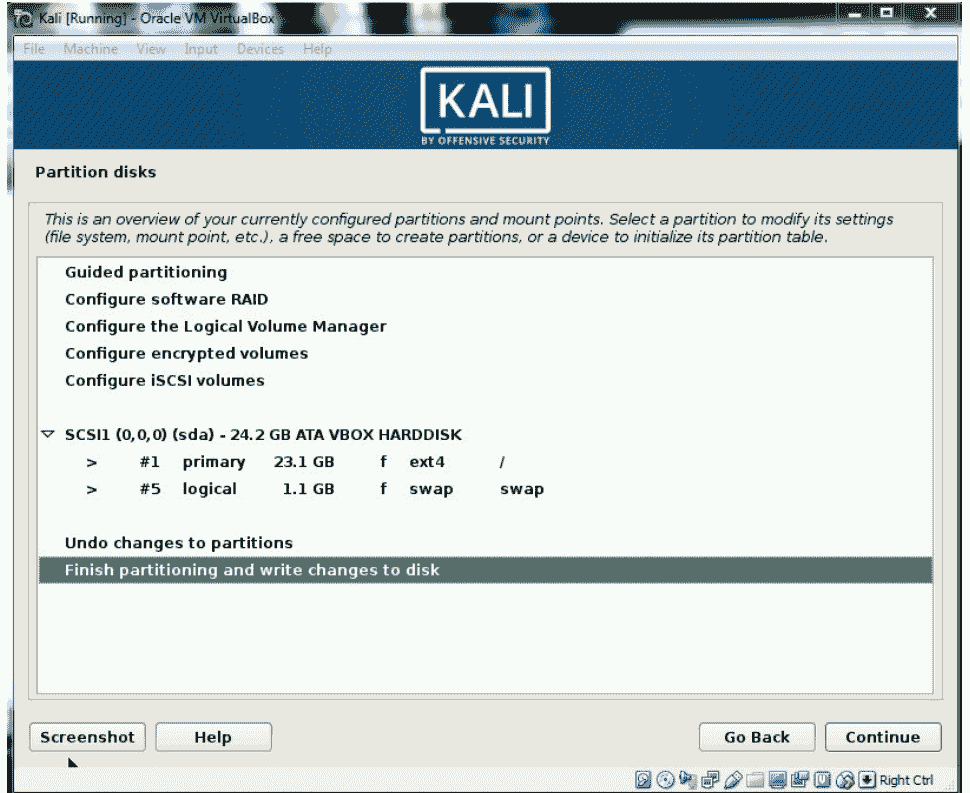 Kali [Running] - Oracle VM VirtualBox
File Machine View Input Devices Help
KALI
BY OFFENSIVE SECURITY
Partition disks
This is an overview of your currently configured partitions and mount points. Select a partition to modify its settings
(file system, mount point, etc.), a free space to create partitions, or a device to initialize its partition table.
Guided partitioning
Configure software RAID
Configure the Logical Volume Manager
Configure encrypted volumes
Configure iSCSI volumes
SCSI1 (0,0,0) (sda) - 24.2 GB ATA VBOX HARDDISK
> #1 primary 23.1 GB f ext4 /
> #5 logical 1.1 GB f swap swap
Undo changes to partitions
Finish partitioning and write changes to disk
Screenshot Help Go Back Continue
Right Ctrl